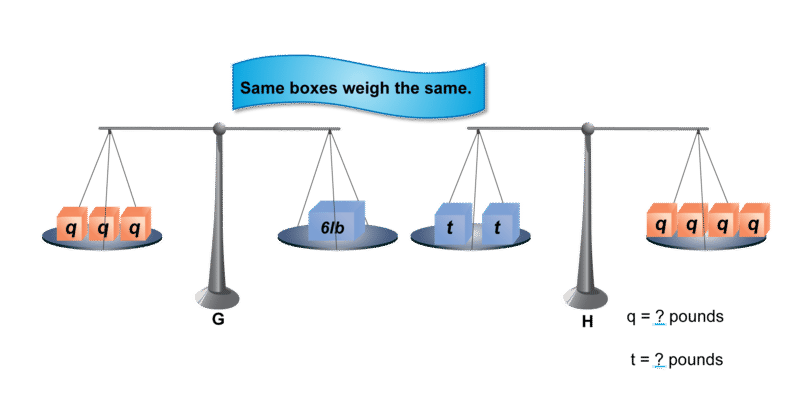 Same boxes weigh the same.
q q q
6lb
t t
q q q q
G
H
q = ? pounds
t = ? pounds